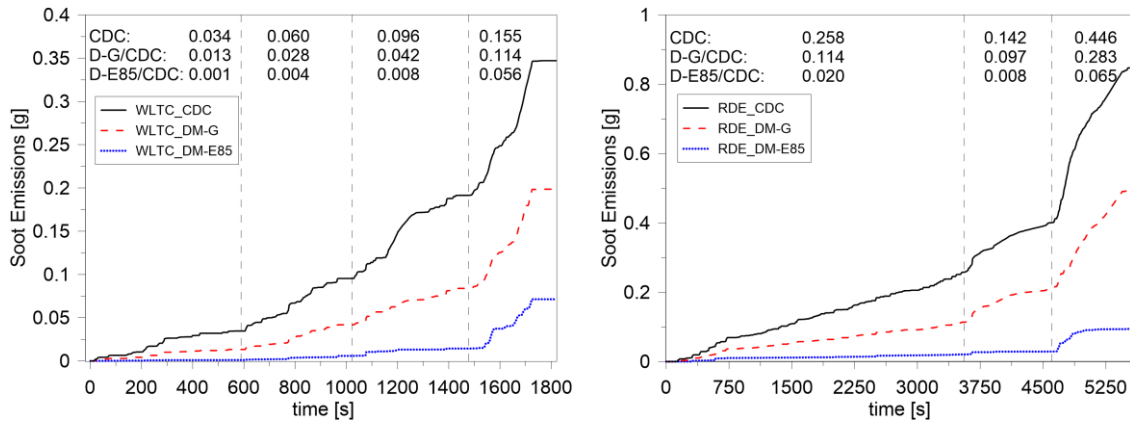 CDC: 0.034 0.060 0.096 0.155
D-G/CDC: 0.013 0.028 0.042 0.114
D-E85/CDC: 0.001 0.004 0.008 0.056
WLTC_CDC
WLTC_DM-G
WLTC_DM-E85
Soot Emissions [g]
0.4
0.35
0.3
0.25
0.2
0.15
0.1
0.05
0
0 200 400 600 800 1000 1200 1400 1600 1800
time [s]
CDC: 0.258 0.142 0.446
D-G/CDC: 0.114 0.097 0.283
D-E85/CDC: 0.020 0.008 0.065
RDE_CDC
RDE_DM-G
RDE_DM-E85
Soot Emissions [g]
1
0.8
0.6
0.4
0.2
0
0 750 1500 2250 3000 3750 4500 5250
time [s]